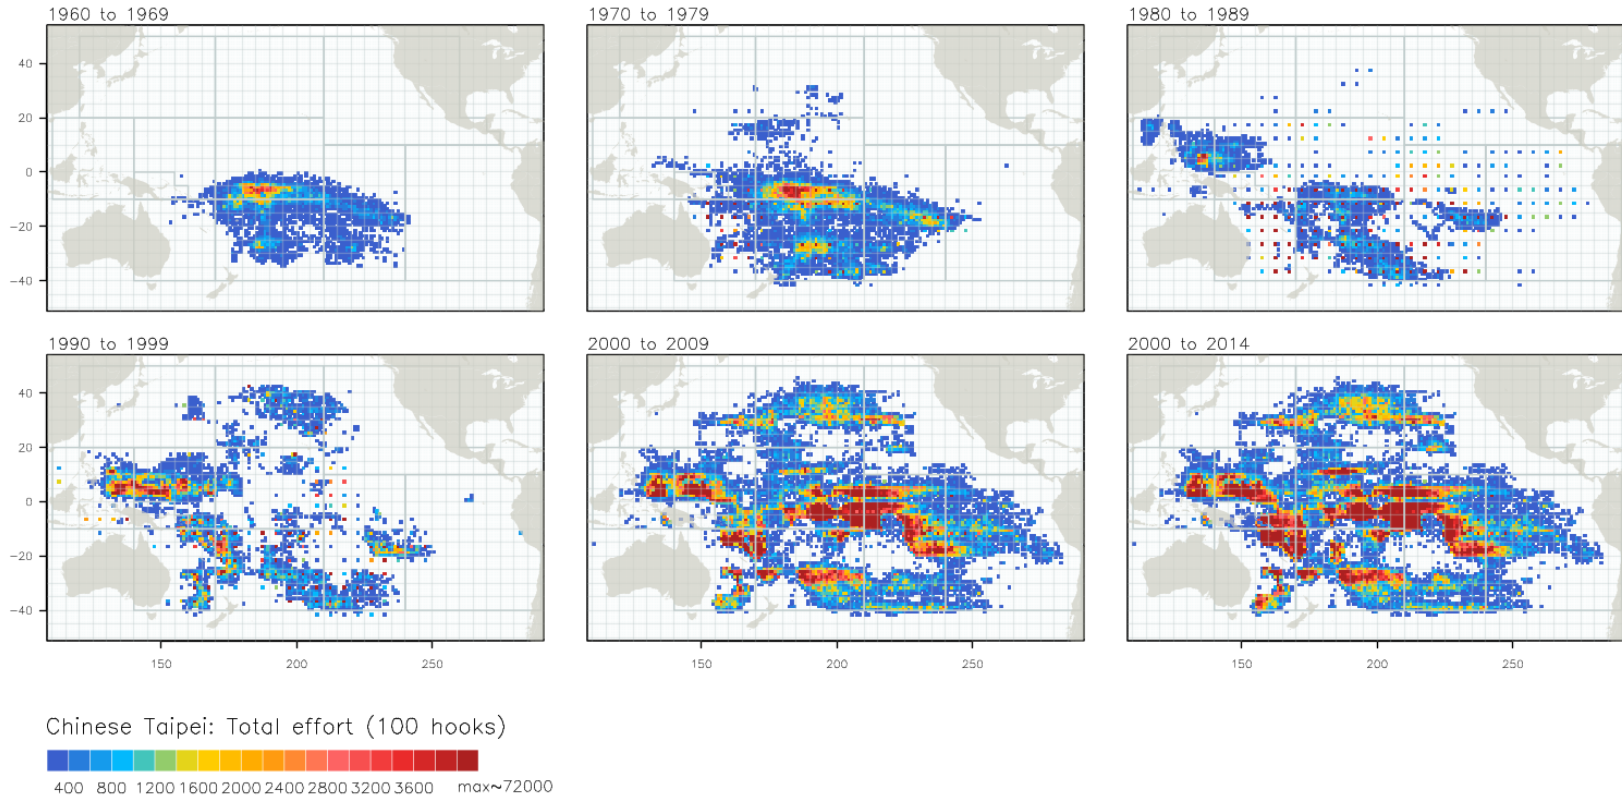 1960 to 1969
1970 to 1979
1980 to 1989
40
20
0
−20
−40
1990 to 1999
2000 to 2009
2000 to 2014
40
20
0
−20
−40
150 200 250
150 200 250
150 200 250
Chinese Taipei: Total effort (100 hooks)
400 800 1200 1600 2000 2400 2800 3200 3600 max~72000